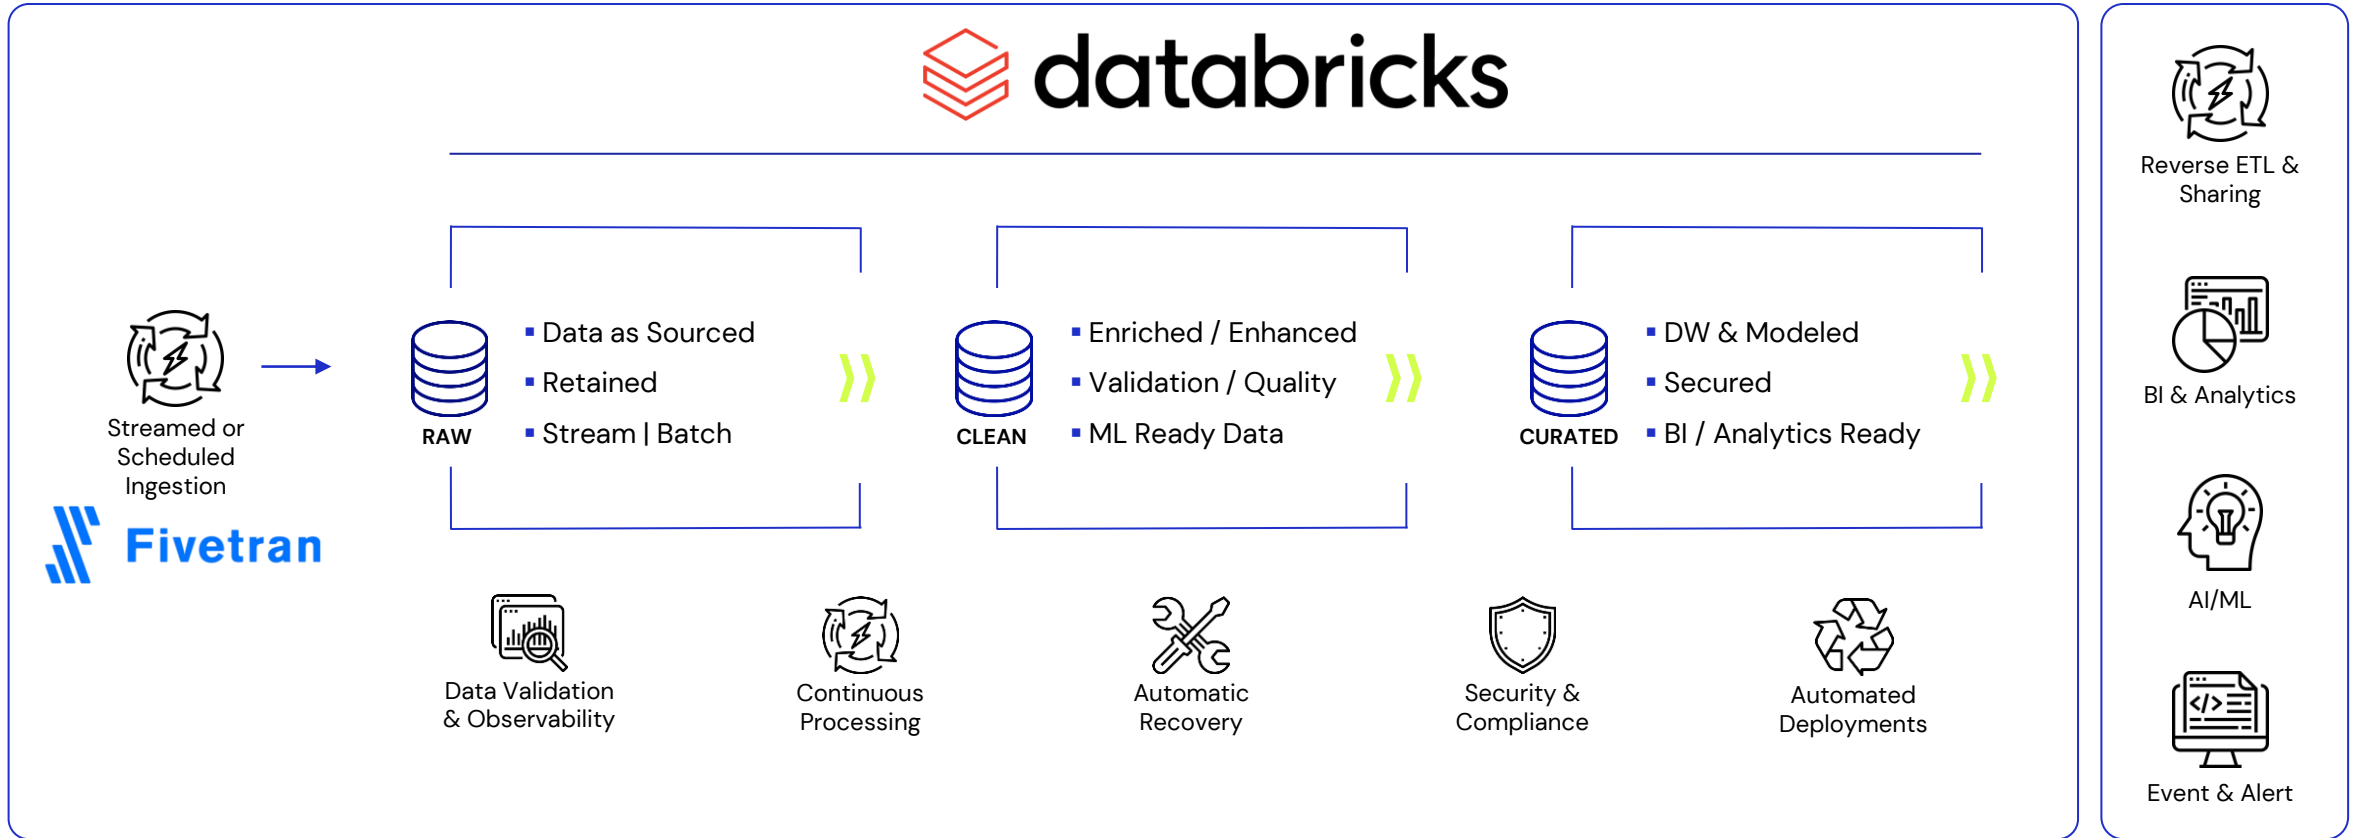 databricks
Streamed or
Scheduled
Ingestion
Fivetran
RAW
Data as Sourced
Retained
Stream | Batch
CLEAN
Enriched / Enhanced
Validation / Quality
ML Ready Data
CURATED
DW & Modeled
Secured
BI / Analytics Ready
Data Validation
& Observability
Continuous
Processing
Automatic
Recovery
Security &
Compliance
Automated
Deployments
Reverse ETL &
Sharing
BI & Analytics
AI/ML
</>
Event & Alert